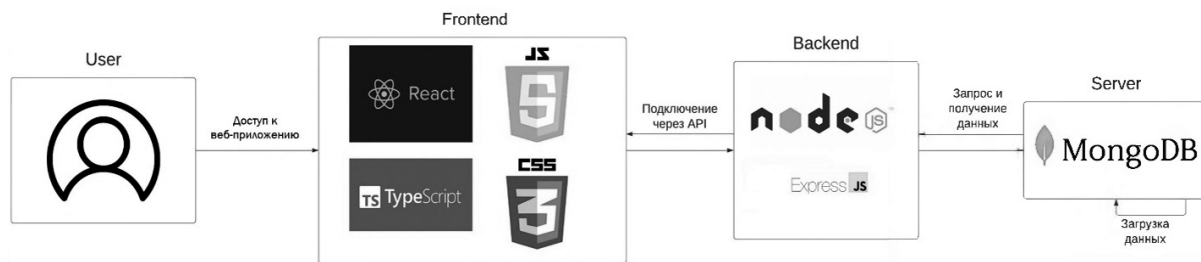 User
Доступ к
веб-приложению
Frontend
React
JS
5
TS TypeScript
CSS
3
Подключение
через API
Backend
node
JS
Express JS
Запрос и
получение
данных
Server
MongoDB
Загрузка
данных